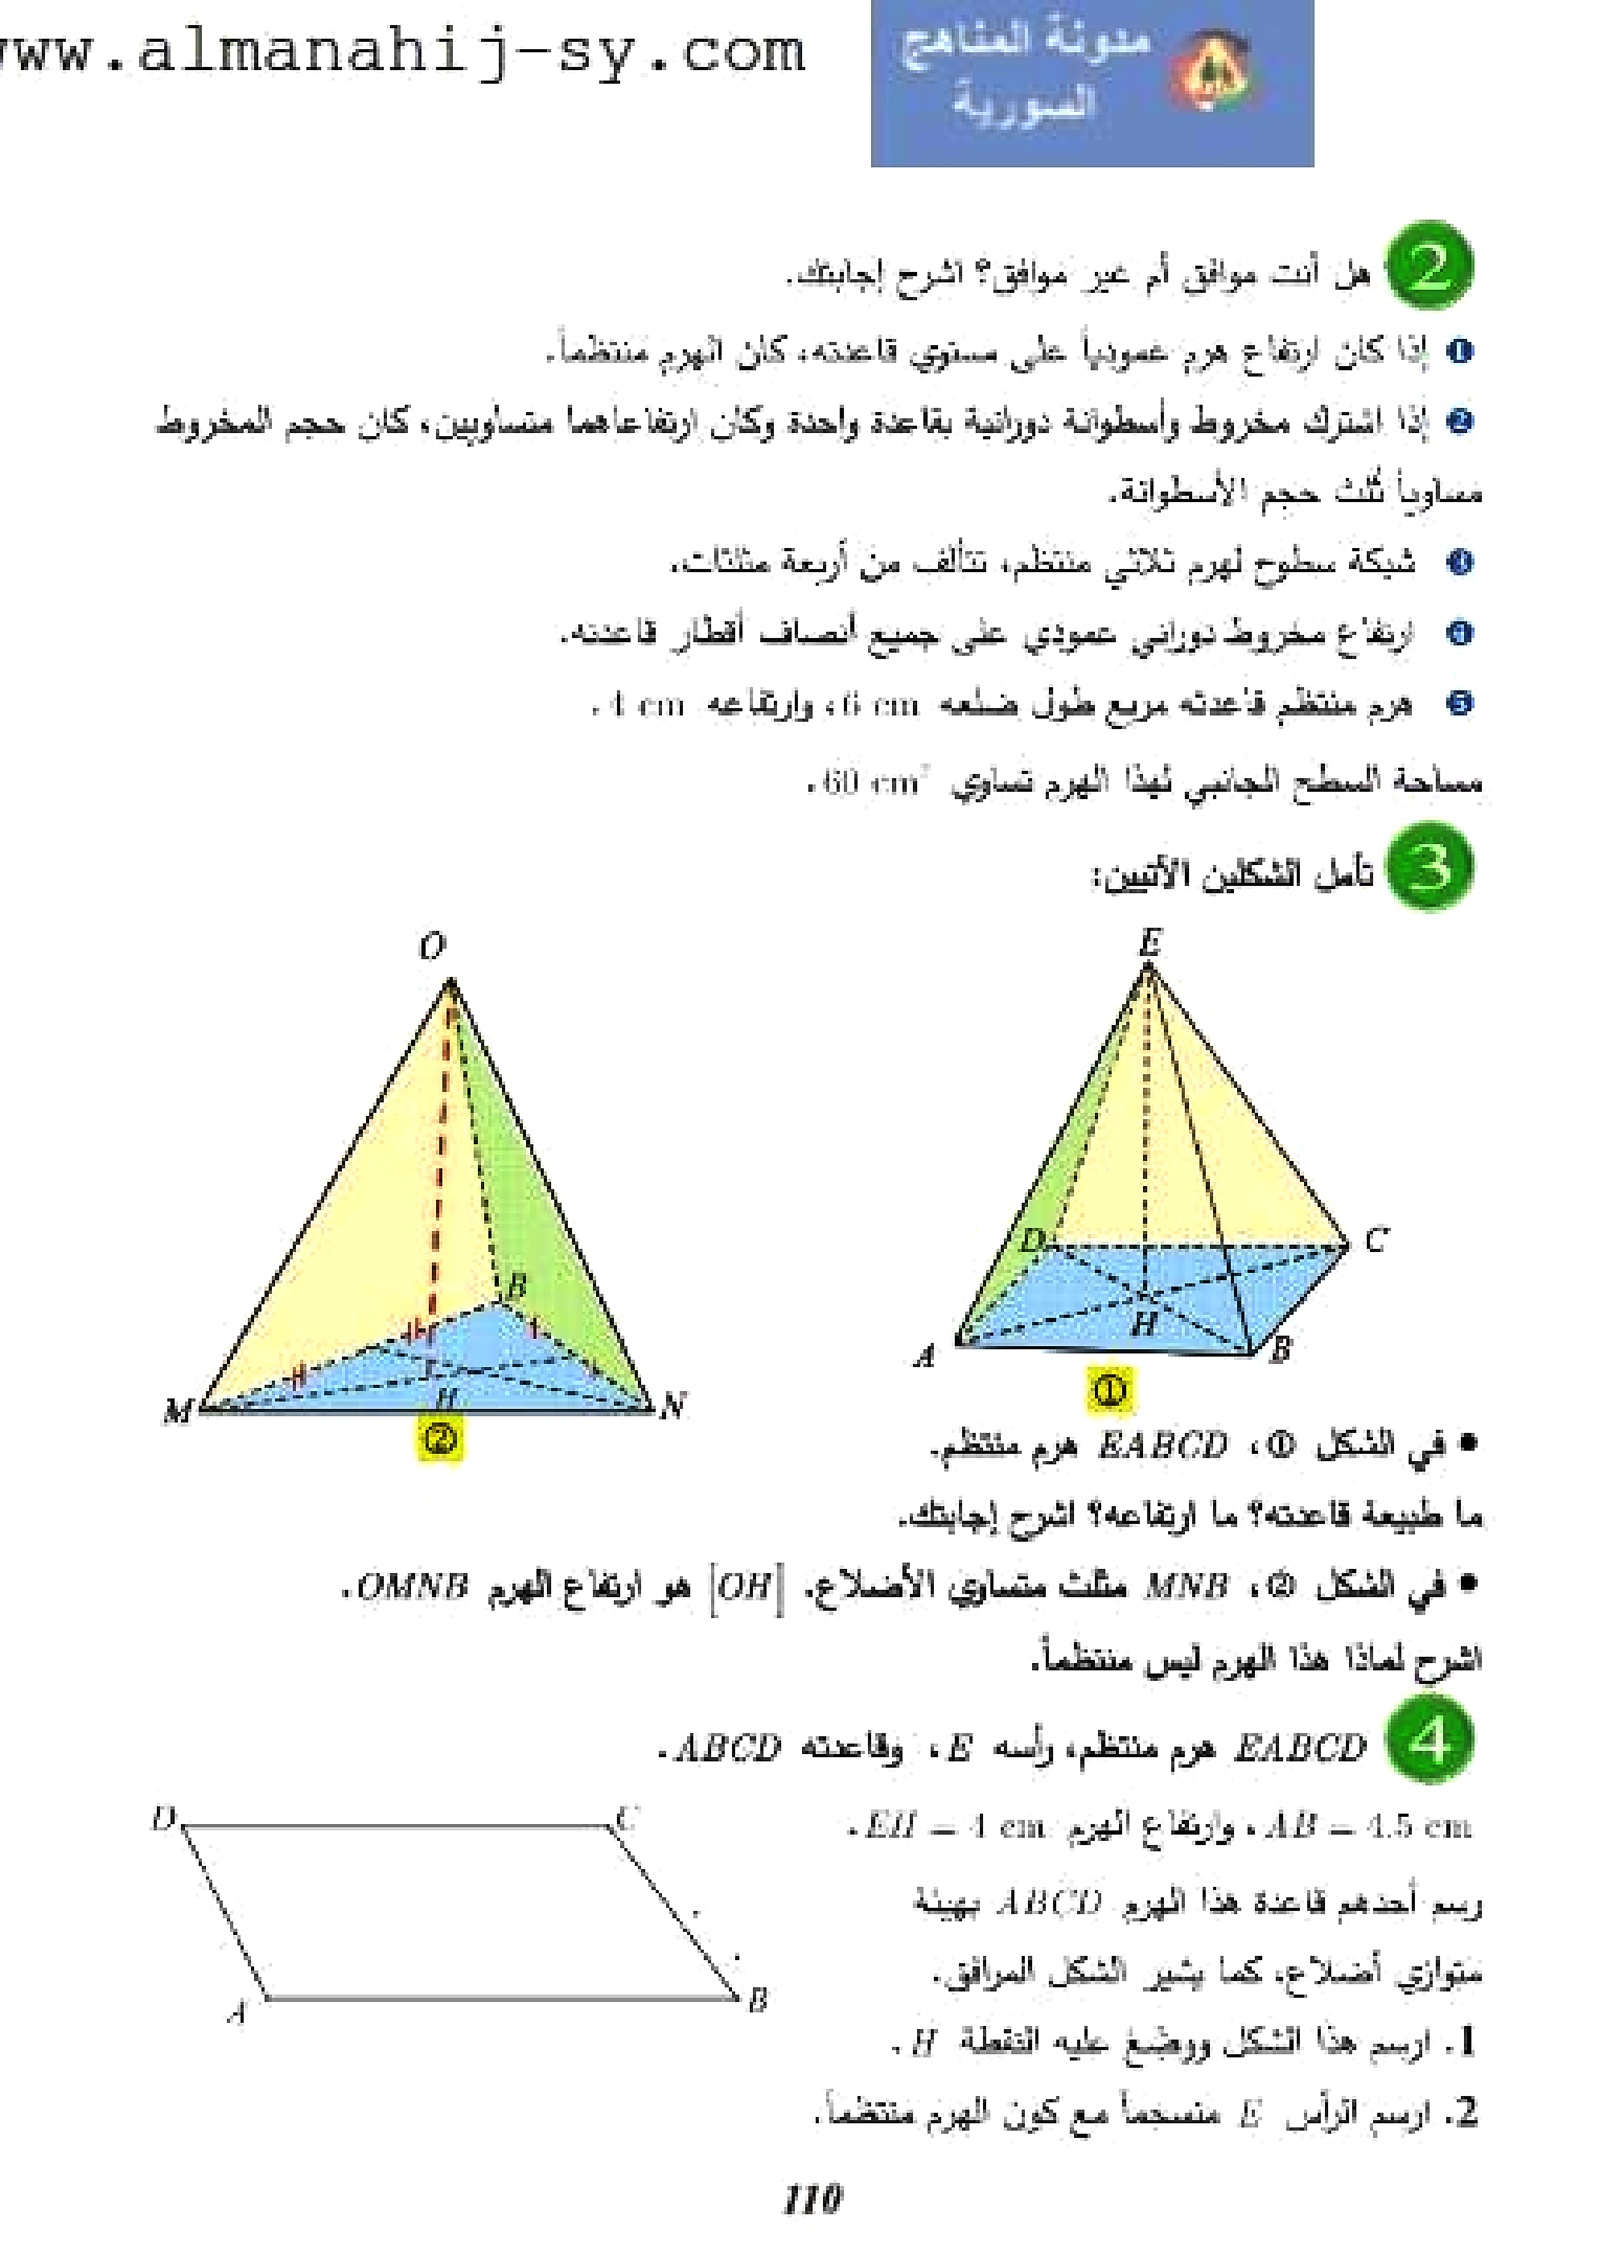 www.almanahij-sy.com
مدونة المناهج
السورية
2 هل أنت موافق أم غير موافق؟ اشرح إجابتك.
1 إذا كان ارتفاع هرم عمودياً على مستوي قاعدته، كان الهرم منتظماً.
2 إذا اشترك مخروط وأسطوانة دورانية بقاعدة واحدة وكان ارتفاعاهما متساويين، كان حجم المخروط
مساوياً ثُلث حجم الأسطوانة.
3 شبكة سطوح لهرم ثلاثي منتظم، تتألف من أربعة مثلثات.
4 ارتفاع مخروط دوراني عمودي على جميع أنصاف أقطار قاعدته.
5 هرم منتظم قاعدته مربع طول ضلعه 6 cm، وارتفاعه 4 cm.
مساحة السطح الجانبي لهذا الهرم تساوي 60 cm².
3 تأمل الشكلين الآتيين:
O
E
B
D
C
H
H
M
N
A
B
①
②
• في الشكل ①، EABCD هرم منتظم.
ما طبيعة قاعدته؟ ما ارتفاعه؟ اشرح إجابتك.
• في الشكل ②، MNB مثلث متساوي الأضلاع. [OH] هو ارتفاع الهرم OMNB.
اشرح لماذا هذا الهرم ليس منتظماً.
4 EABCD هرم منتظم، رأسه E، وقاعدته ABCD.
AB = 4.5 cm، وارتفاع الهرم EH = 4 cm.
رسم أحدهم قاعدة هذا الهرم ABCD بهيئة
متوازي أضلاع، كما يشير الشكل المرافق.
D
C
A
B
1. ارسم هذا الشكل ووضّع عليه النقطة H.
2. ارسم الرأس E منسجماً مع كون الهرم منتظماً.
110